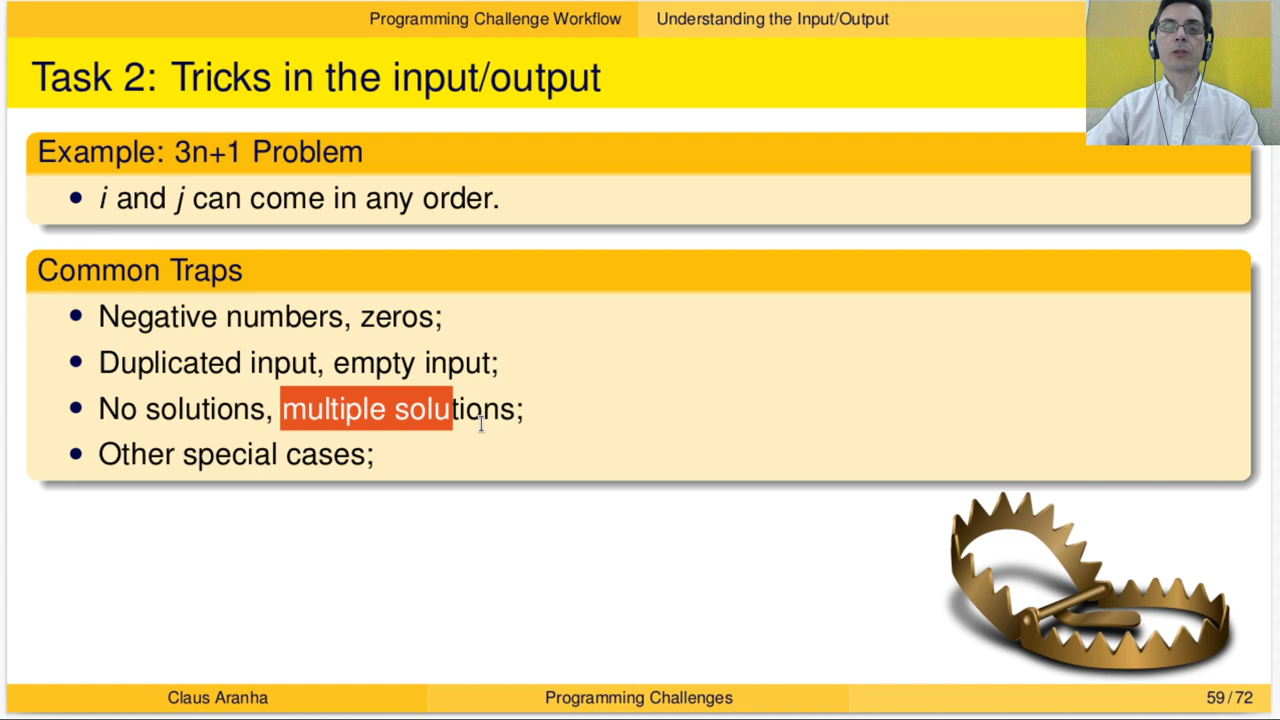 Programming Challenge Workflow Understanding the Input/Output
Task 2: Tricks in the input/output
Example: 3n+1 Problem
• i and j can come in any order.
Common Traps
• Negative numbers, zeros;
• Duplicated input, empty input;
• No solutions, multiple solutions;
• Other special cases;
Claus Aranha Programming Challenges 59 / 72